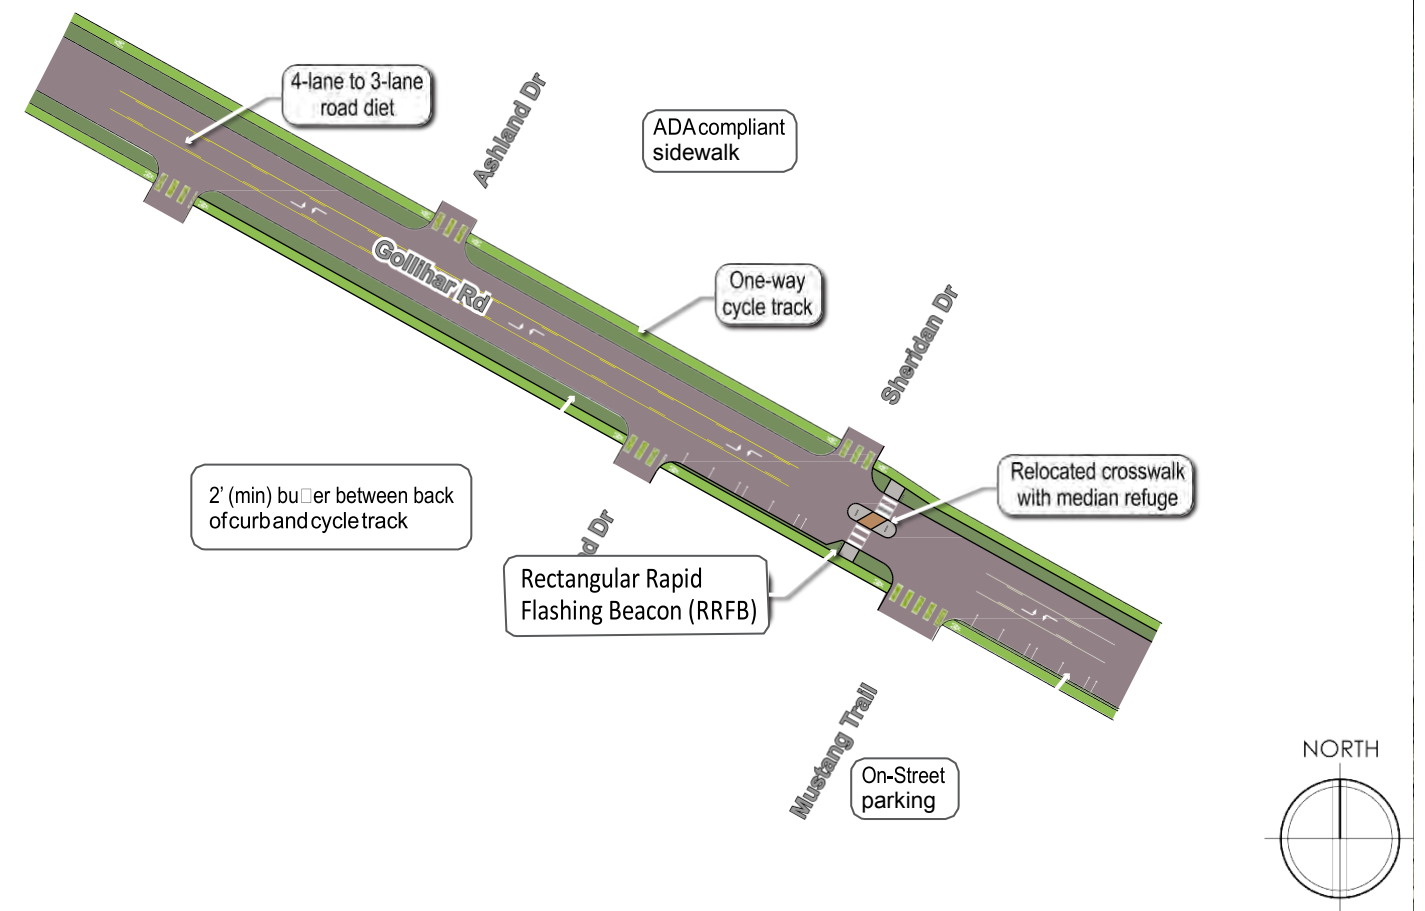 4-lane to 3-lane
road diet
Ashland Dr
ADA compliant
sidewalk
Gollihar Rd
One-way
cycle track
Sheridan Dr
Relocated crosswalk
with median refuge
2' (min) bu□er between back
of curb and cycle track
d Dr
Rectangular Rapid
Flashing Beacon (RRFB)
Mustang Trail
On-Street
parking
NORTH